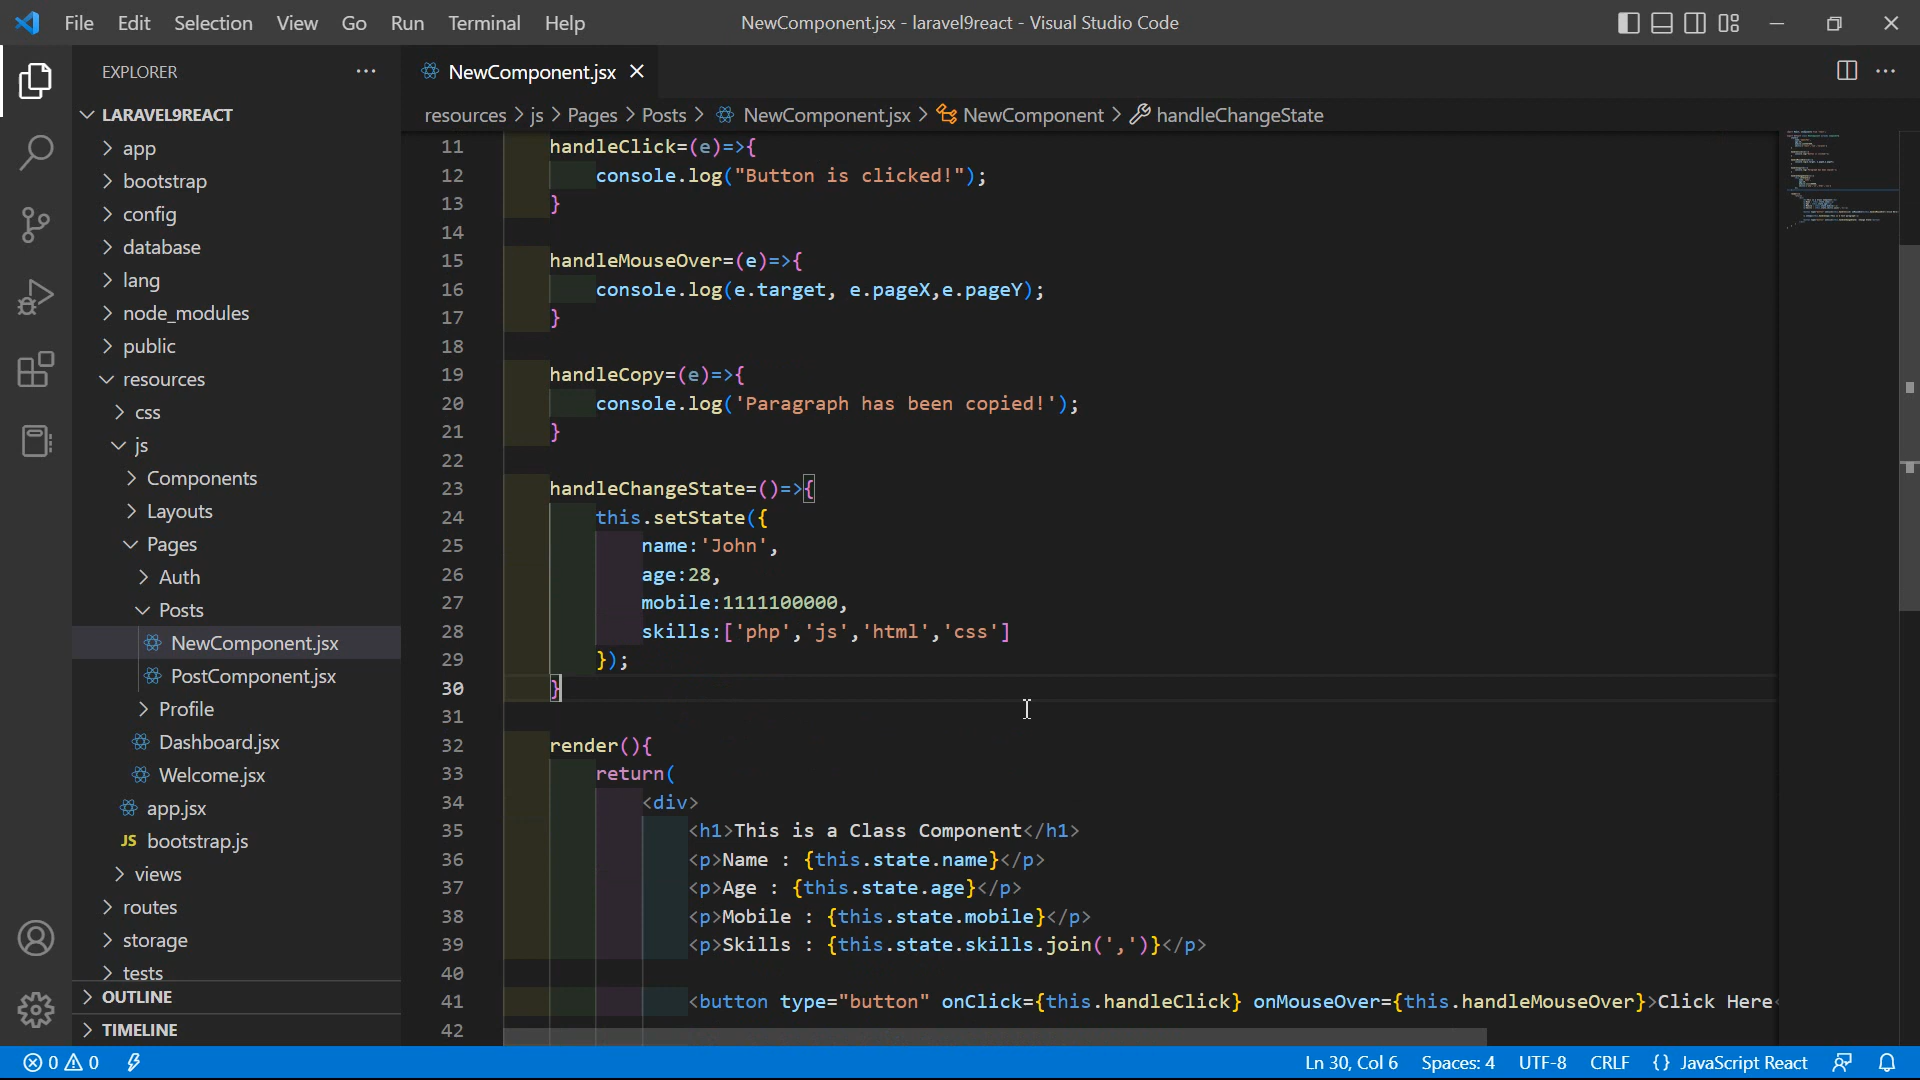 File Edit Selection View Go Run Terminal Help NewComponent.jsx - laravel9react - Visual Studio Code
EXPLORER
LARAVEL9REACT
app
bootstrap
config
database
lang
node_modules
public
resources
css
js
Components
Layouts
Pages
Auth
Posts
NewComponent.jsx
PostComponent.jsx
Profile
Dashboard.jsx
Welcome.jsx
app.jsx
JS bootstrap.js
views
routes
storage
tests
OUTLINE
TIMELINE
NewComponent.jsx
resources > js > Pages > Posts > NewComponent.jsx > NewComponent > handleChangeState
11 handleClick=(e)=>{
12 console.log("Button is clicked!");
13 }
14
15 handleMouseOver=(e)=>{
16 console.log(e.target, e.pageX,e.pageY);
17 }
18
19 handleCopy=(e)=>{
20 console.log('Paragraph has been copied!');
21 }
22
23 handleChangeState=()=>{
24 this.setState({
25 name:'John',
26 age:28,
27 mobile:1111100000,
28 skills:['php','js','html','css']
29 });
30 }
31
32 render(){
33 return(
34 <div>
35 <h1>This is a Class Component</h1>
36 <p>Name : {this.state.name}</p>
37 <p>Age : {this.state.age}</p>
38 <p>Mobile : {this.state.mobile}</p>
39 <p>Skills : {this.state.skills.join(',')}</p>
40
41 <button type="button" onClick={this.handleClick} onMouseOver={this.handleMouseOver}>Click Here<
42
0 0 Ln 30, Col 6 Spaces: 4 UTF-8 CRLF {} JavaScript React